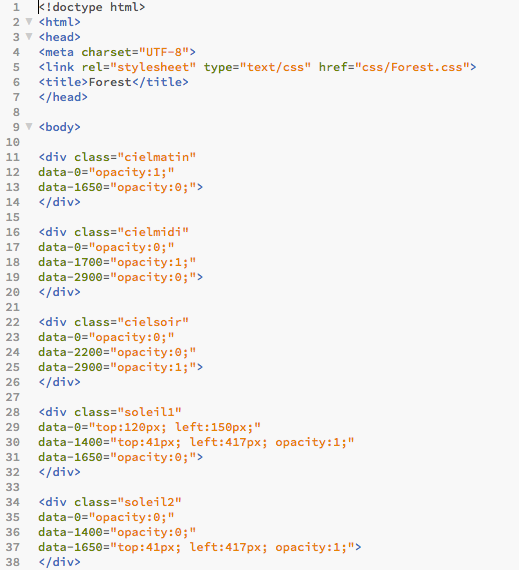 1 <!doctype html>
2 <html>
3 <head>
4 <meta charset="UTF-8">
5 <link rel="stylesheet" type="text/css" href="css/Forest.css">
6 <title>Forest</title>
7 </head>
8
9 <body>
10
11 <div class="cielmatin"
12 data-0="opacity:1;"
13 data-1650="opacity:0;">
14 </div>
15
16 <div class="cielmidi"
17 data-0="opacity:0;"
18 data-1700="opacity:1;"
19 data-2900="opacity:0;">
20 </div>
21
22 <div class="cielsoir"
23 data-0="opacity:0;"
24 data-2200="opacity:0;"
25 data-2900="opacity:1;">
26 </div>
27
28 <div class="soleil1"
29 data-0="top:120px; left:150px;"
30 data-1400="top:41px; left:417px; opacity:1;"
31 data-1650="opacity:0;">
32 </div>
33
34 <div class="soleil2"
35 data-0="opacity:0;"
36 data-1400="opacity:0;"
37 data-1650="top:41px; left:417px; opacity:1;">
38 </div>